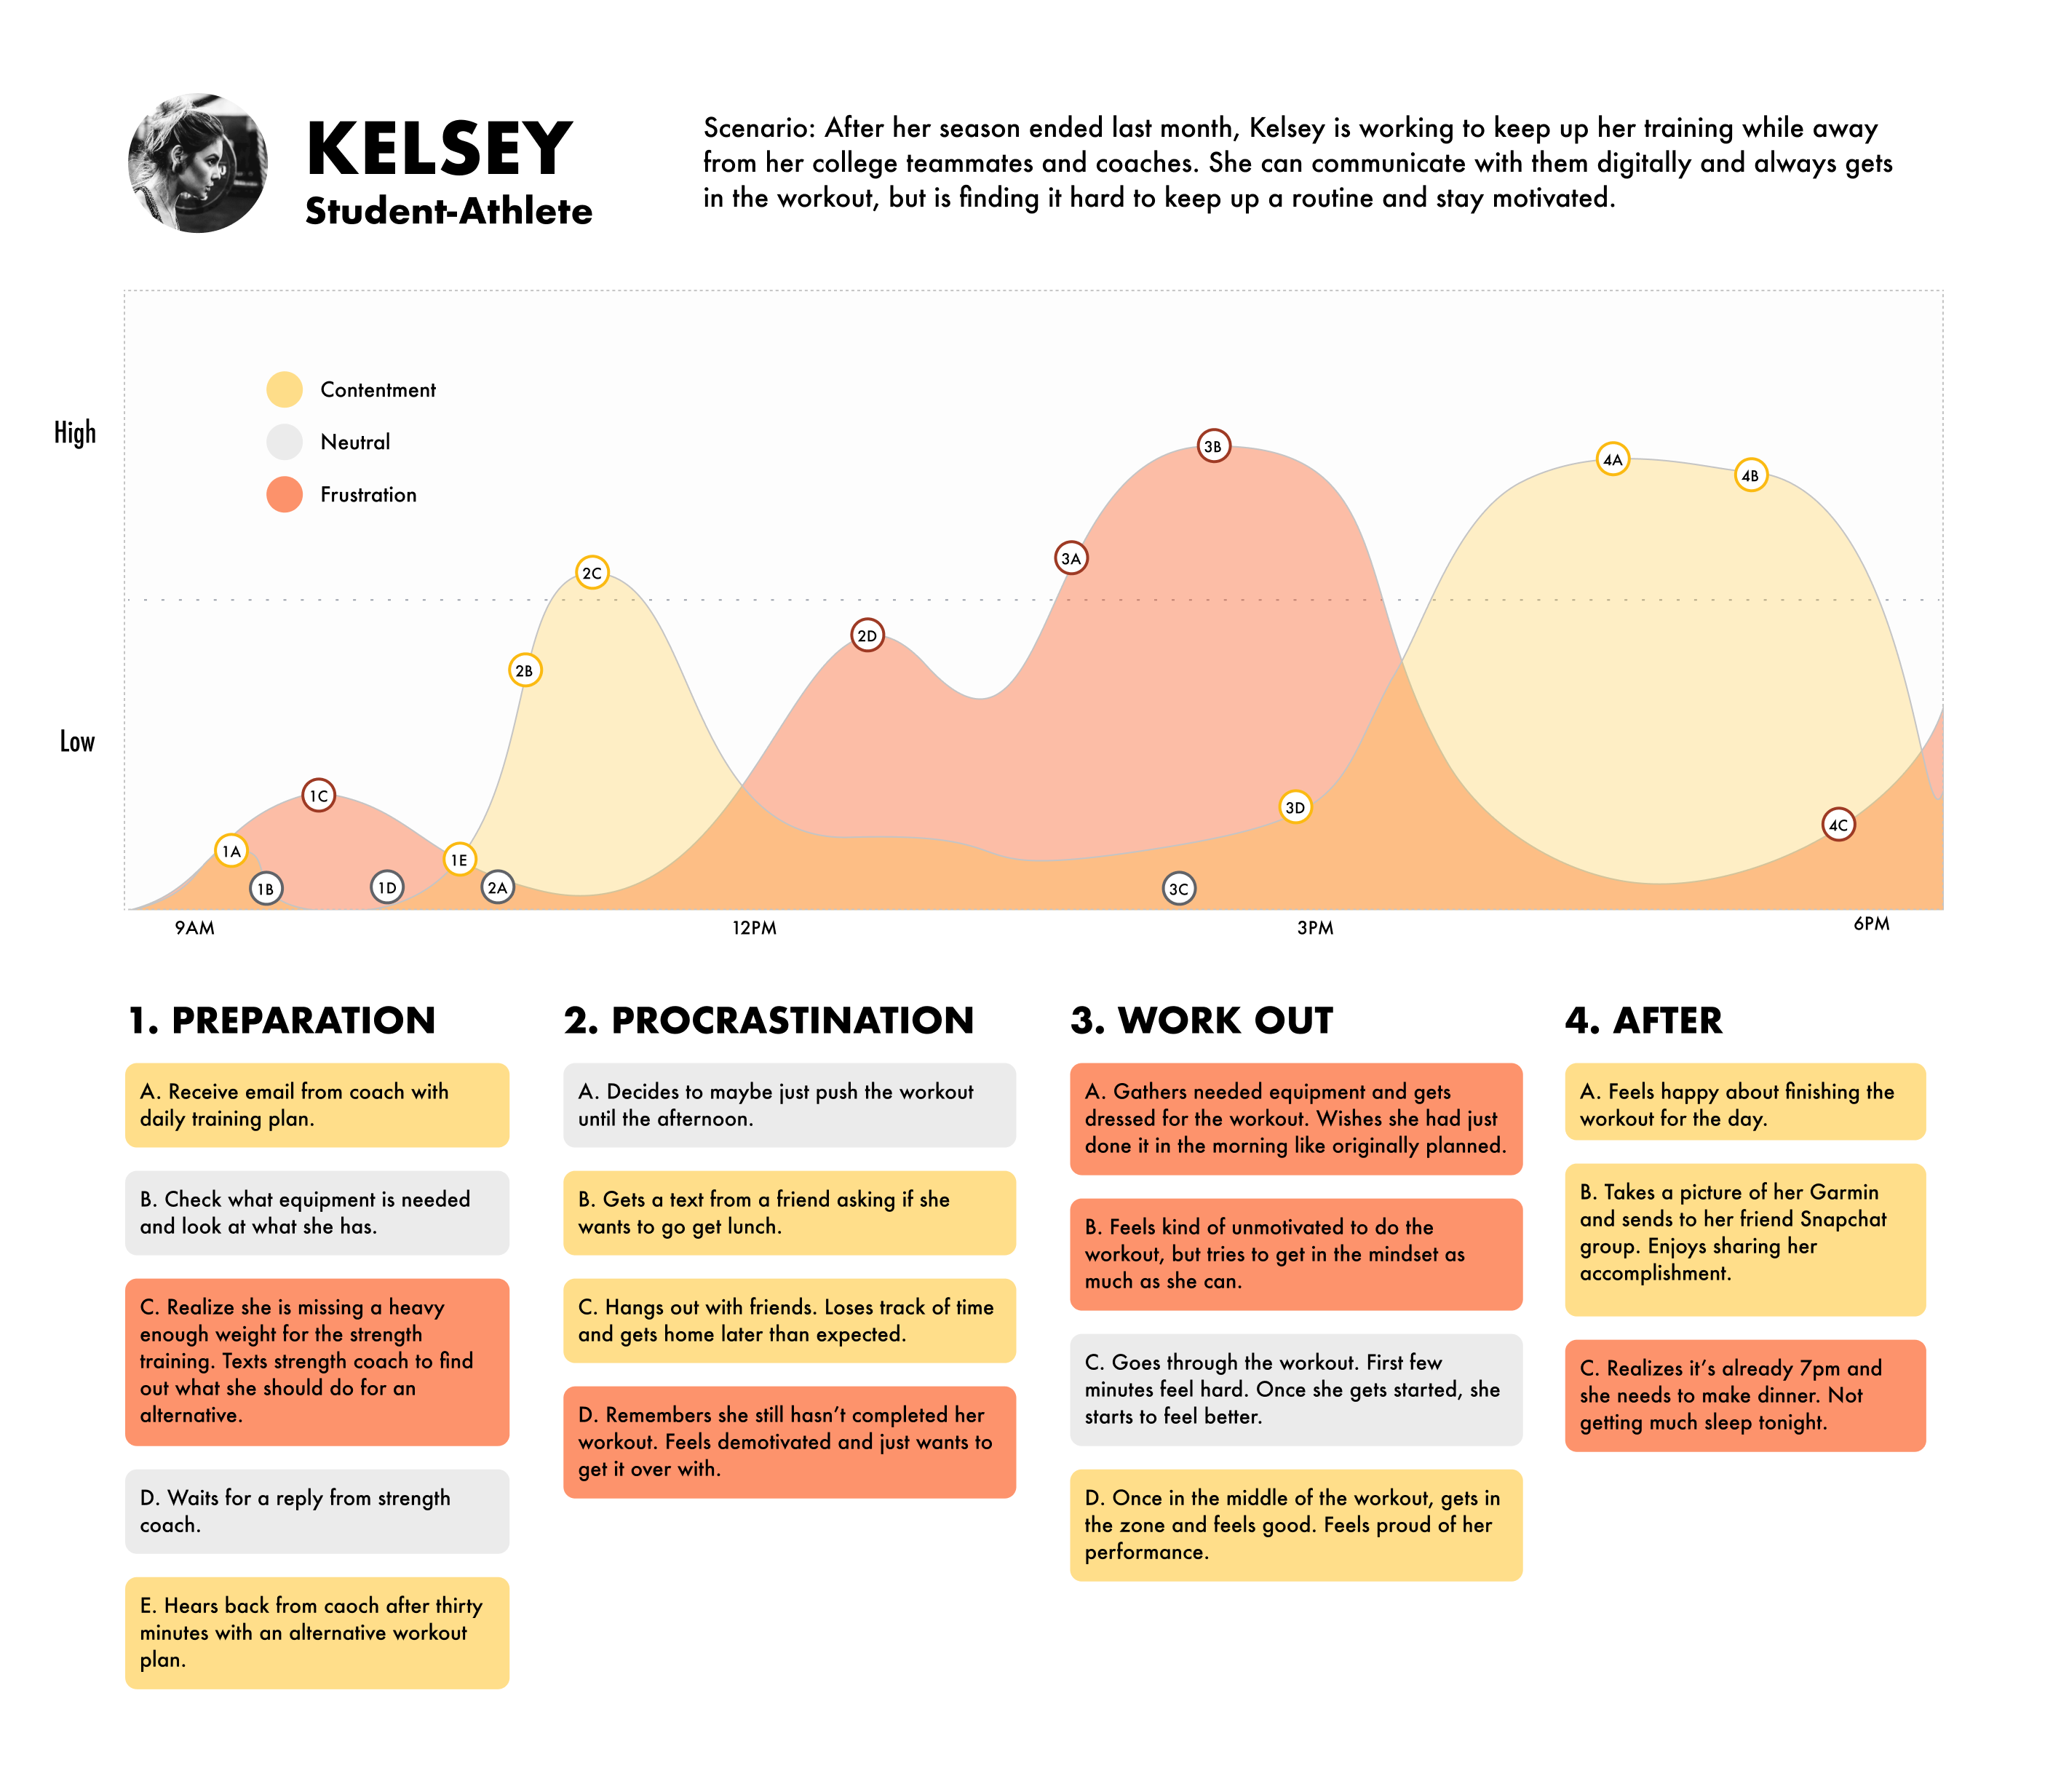 KELSEY
Student-Athlete
Scenario: After her season ended last month, Kelsey is working to keep up her training while away
from her college teammates and coaches. She can communicate with them digitally and always gets
in the workout, but is finding it hard to keep up a routine and stay motivated.
High
Low
Contentment
Neutral
Frustration
1A
1B
1C
1D
1E
2A
2B
2C
2D
3A
3B
3C
3D
4A
4B
4C
9AM
12PM
3PM
6PM
1. PREPARATION
A. Receive email from coach with
daily training plan.
B. Check what equipment is needed
and look at what she has.
C. Realize she is missing a heavy
enough weight for the strength
training. Texts strength coach to find
out what she should do for an
alternative.
D. Waits for a reply from strength
coach.
E. Hears back from caoch after thirty
minutes with an alternative workout
plan.
2. PROCRASTINATION
A. Decides to maybe just push the workout
until the afternoon.
B. Gets a text from a friend asking if she
wants to go get lunch.
C. Hangs out with friends. Loses track of time
and gets home later than expected.
D. Remembers she still hasn't completed her
workout. Feels demotivated and just wants to
get it over with.
3. WORK OUT
A. Gathers needed equipment and gets
dressed for the workout. Wishes she had just
done it in the morning like originally planned.
B. Feels kind of unmotivated to do the
workout, but tries to get in the mindset as
much as she can.
C. Goes through the workout. First few
minutes feel hard. Once she gets started, she
starts to feel better.
D. Once in the middle of the workout, gets in
the zone and feels good. Feels proud of her
performance.
4. AFTER
A. Feels happy about finishing the
workout for the day.
B. Takes a picture of her Garmin
and sends to her friend Snapchat
group. Enjoys sharing her
accomplishment.
C. Realizes it's already 7pm and
she needs to make dinner. Not
getting much sleep tonight.